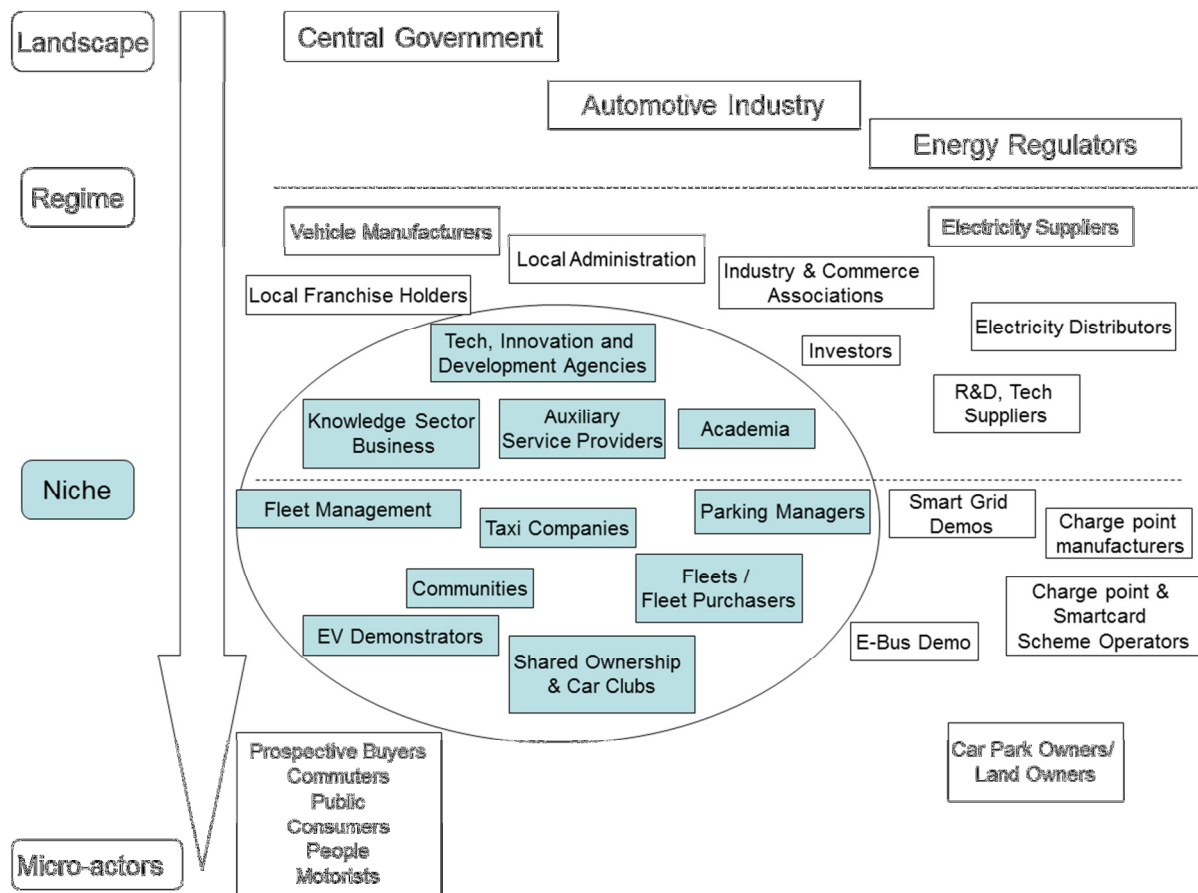 Landscape
Central Government
Automotive Industry
Energy Regulators
Regime
Vehicle Manufacturers
Electricity Suppliers
Local Administration
Industry & Commerce
Associations
Local Franchise Holders
Electricity Distributors
Tech, Innovation and
Development Agencies
Investors
R&D, Tech
Suppliers
Knowledge Sector
Business
Auxiliary
Service Providers
Academia
Niche
Fleet Management
Taxi Companies
Parking Managers
Smart Grid
Demos
Charge point
manufacturers
Communities
Fleets /
Fleet Purchasers
Charge point &
Smartcard
Scheme Operators
EV Demonstrators
E-Bus Demo
Shared Ownership
& Car Clubs
Prospective Buyers
Commuters
Public
Consumers
People
Motorists
Car Park Owners/
Land Owners
Micro-actors